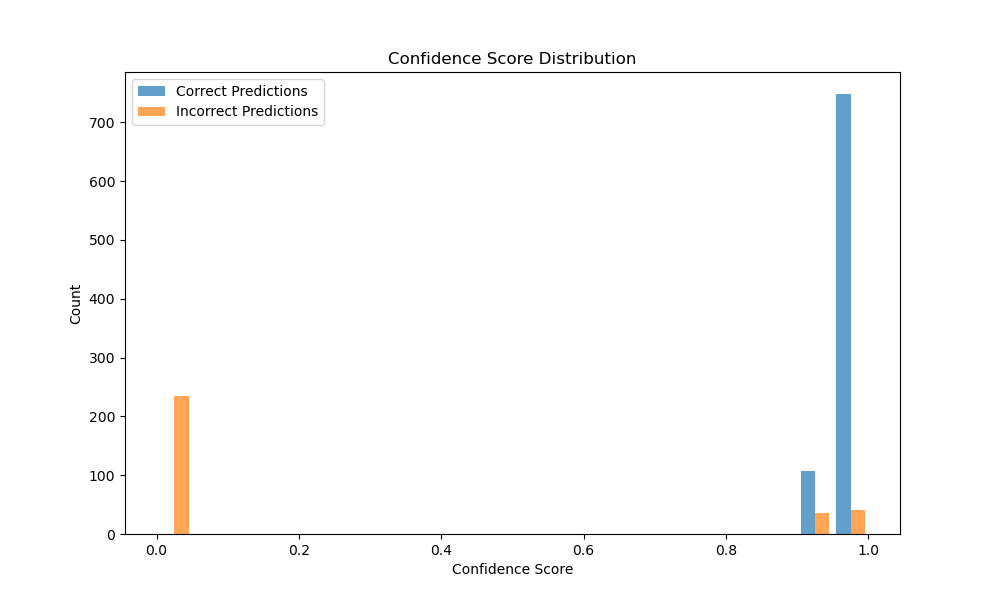 Confidence Score Distribution
Correct Predictions
Incorrect Predictions
700
600
500
400
300
200
100
0
Count
0.0 0.2 0.4 0.6 0.8 1.0
Confidence Score